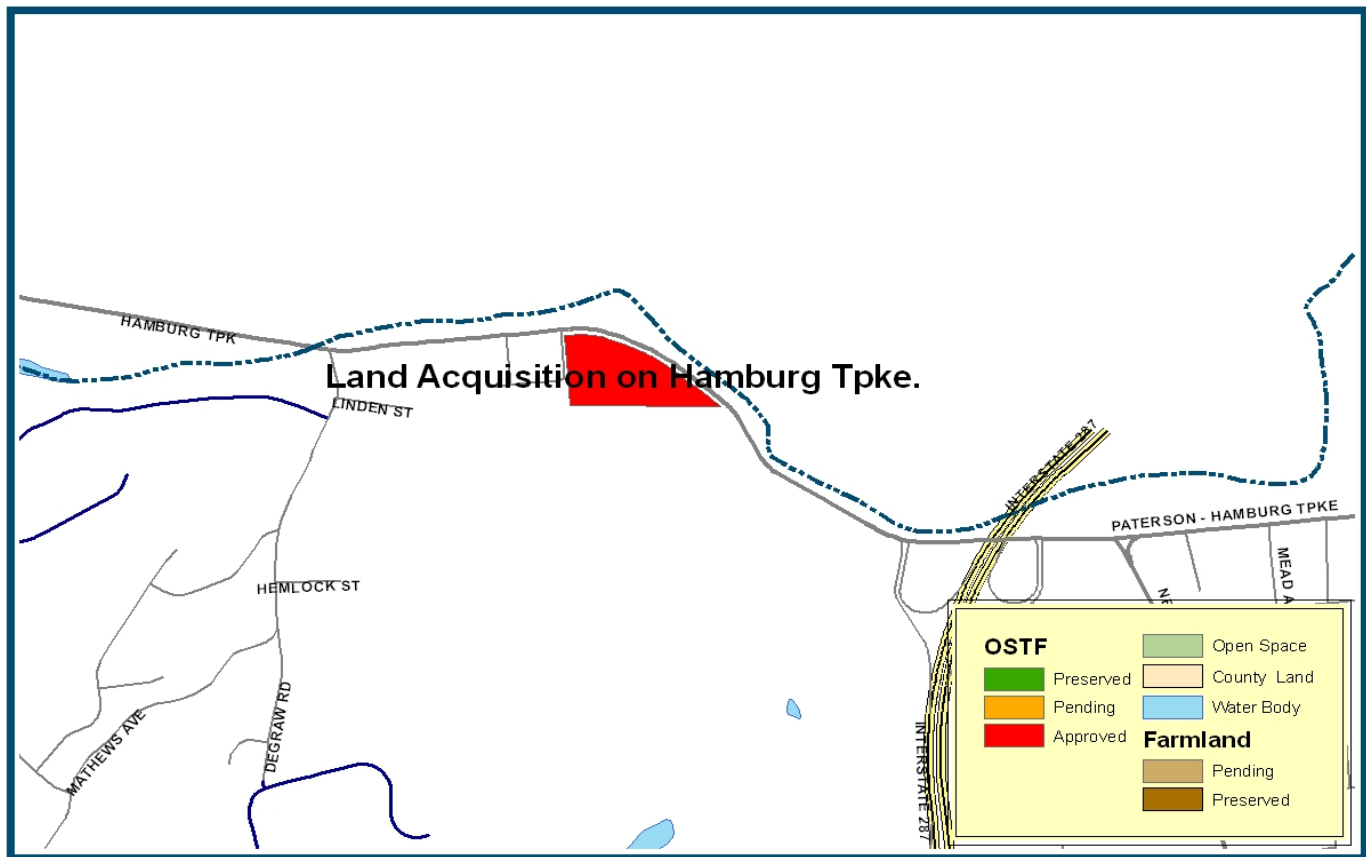 HAMBURG TPK
Land Acquisition on Hamburg Tpke.
LINDEN ST
INTERSTATE 287
PATERSON - HAMBURG TPKE
HEMLOCK ST
MEAD A
NE
DEGRAW RD
MATHEWS AVE
INTERSTATE 287
OSTF
Preserved
Pending
Approved
Open Space
County Land
Water Body
Farmland
Pending
Preserved